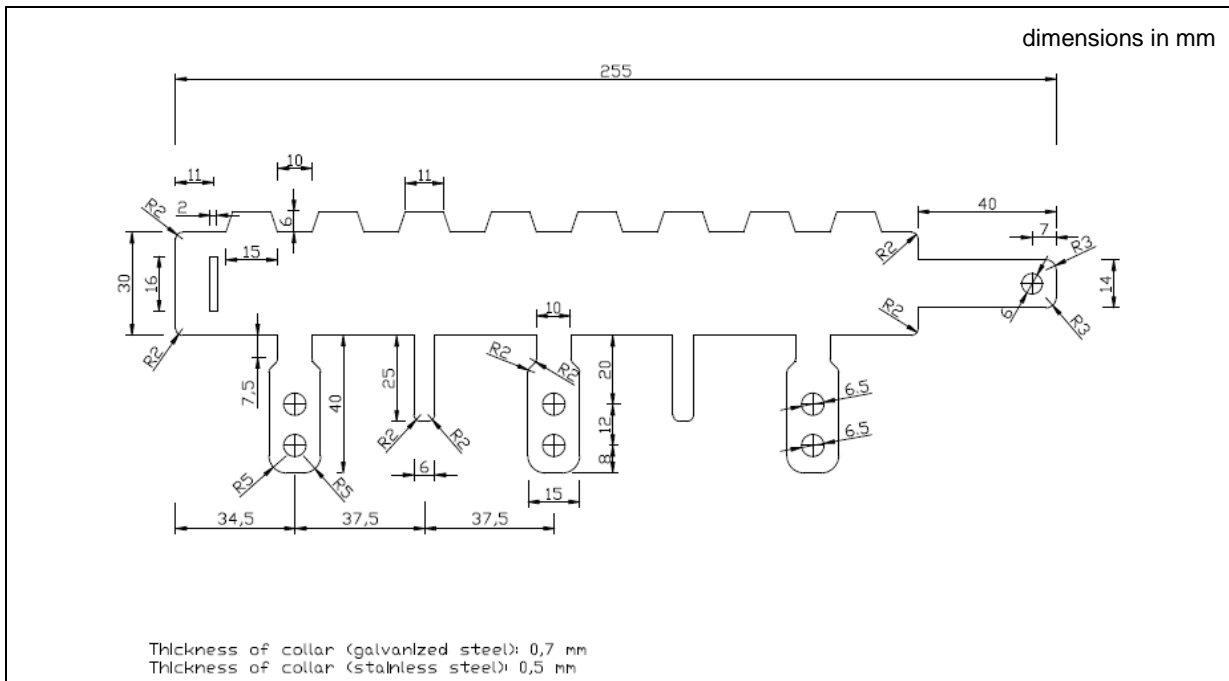 dimensions in mm
255
10
11
11
2
R2
6
40
7
R3
15
R2
30
16
14
6
10
R2
R3
R2
R2
R2
7,5
25
40
20
6.5
12
6.5
R2
R2
8
R5
R5
6
15
34,5
37,5
37,5
Thickness of collar (galvanized steel): 0,7 mm
Thickness of collar (stainless steel): 0,5 mm